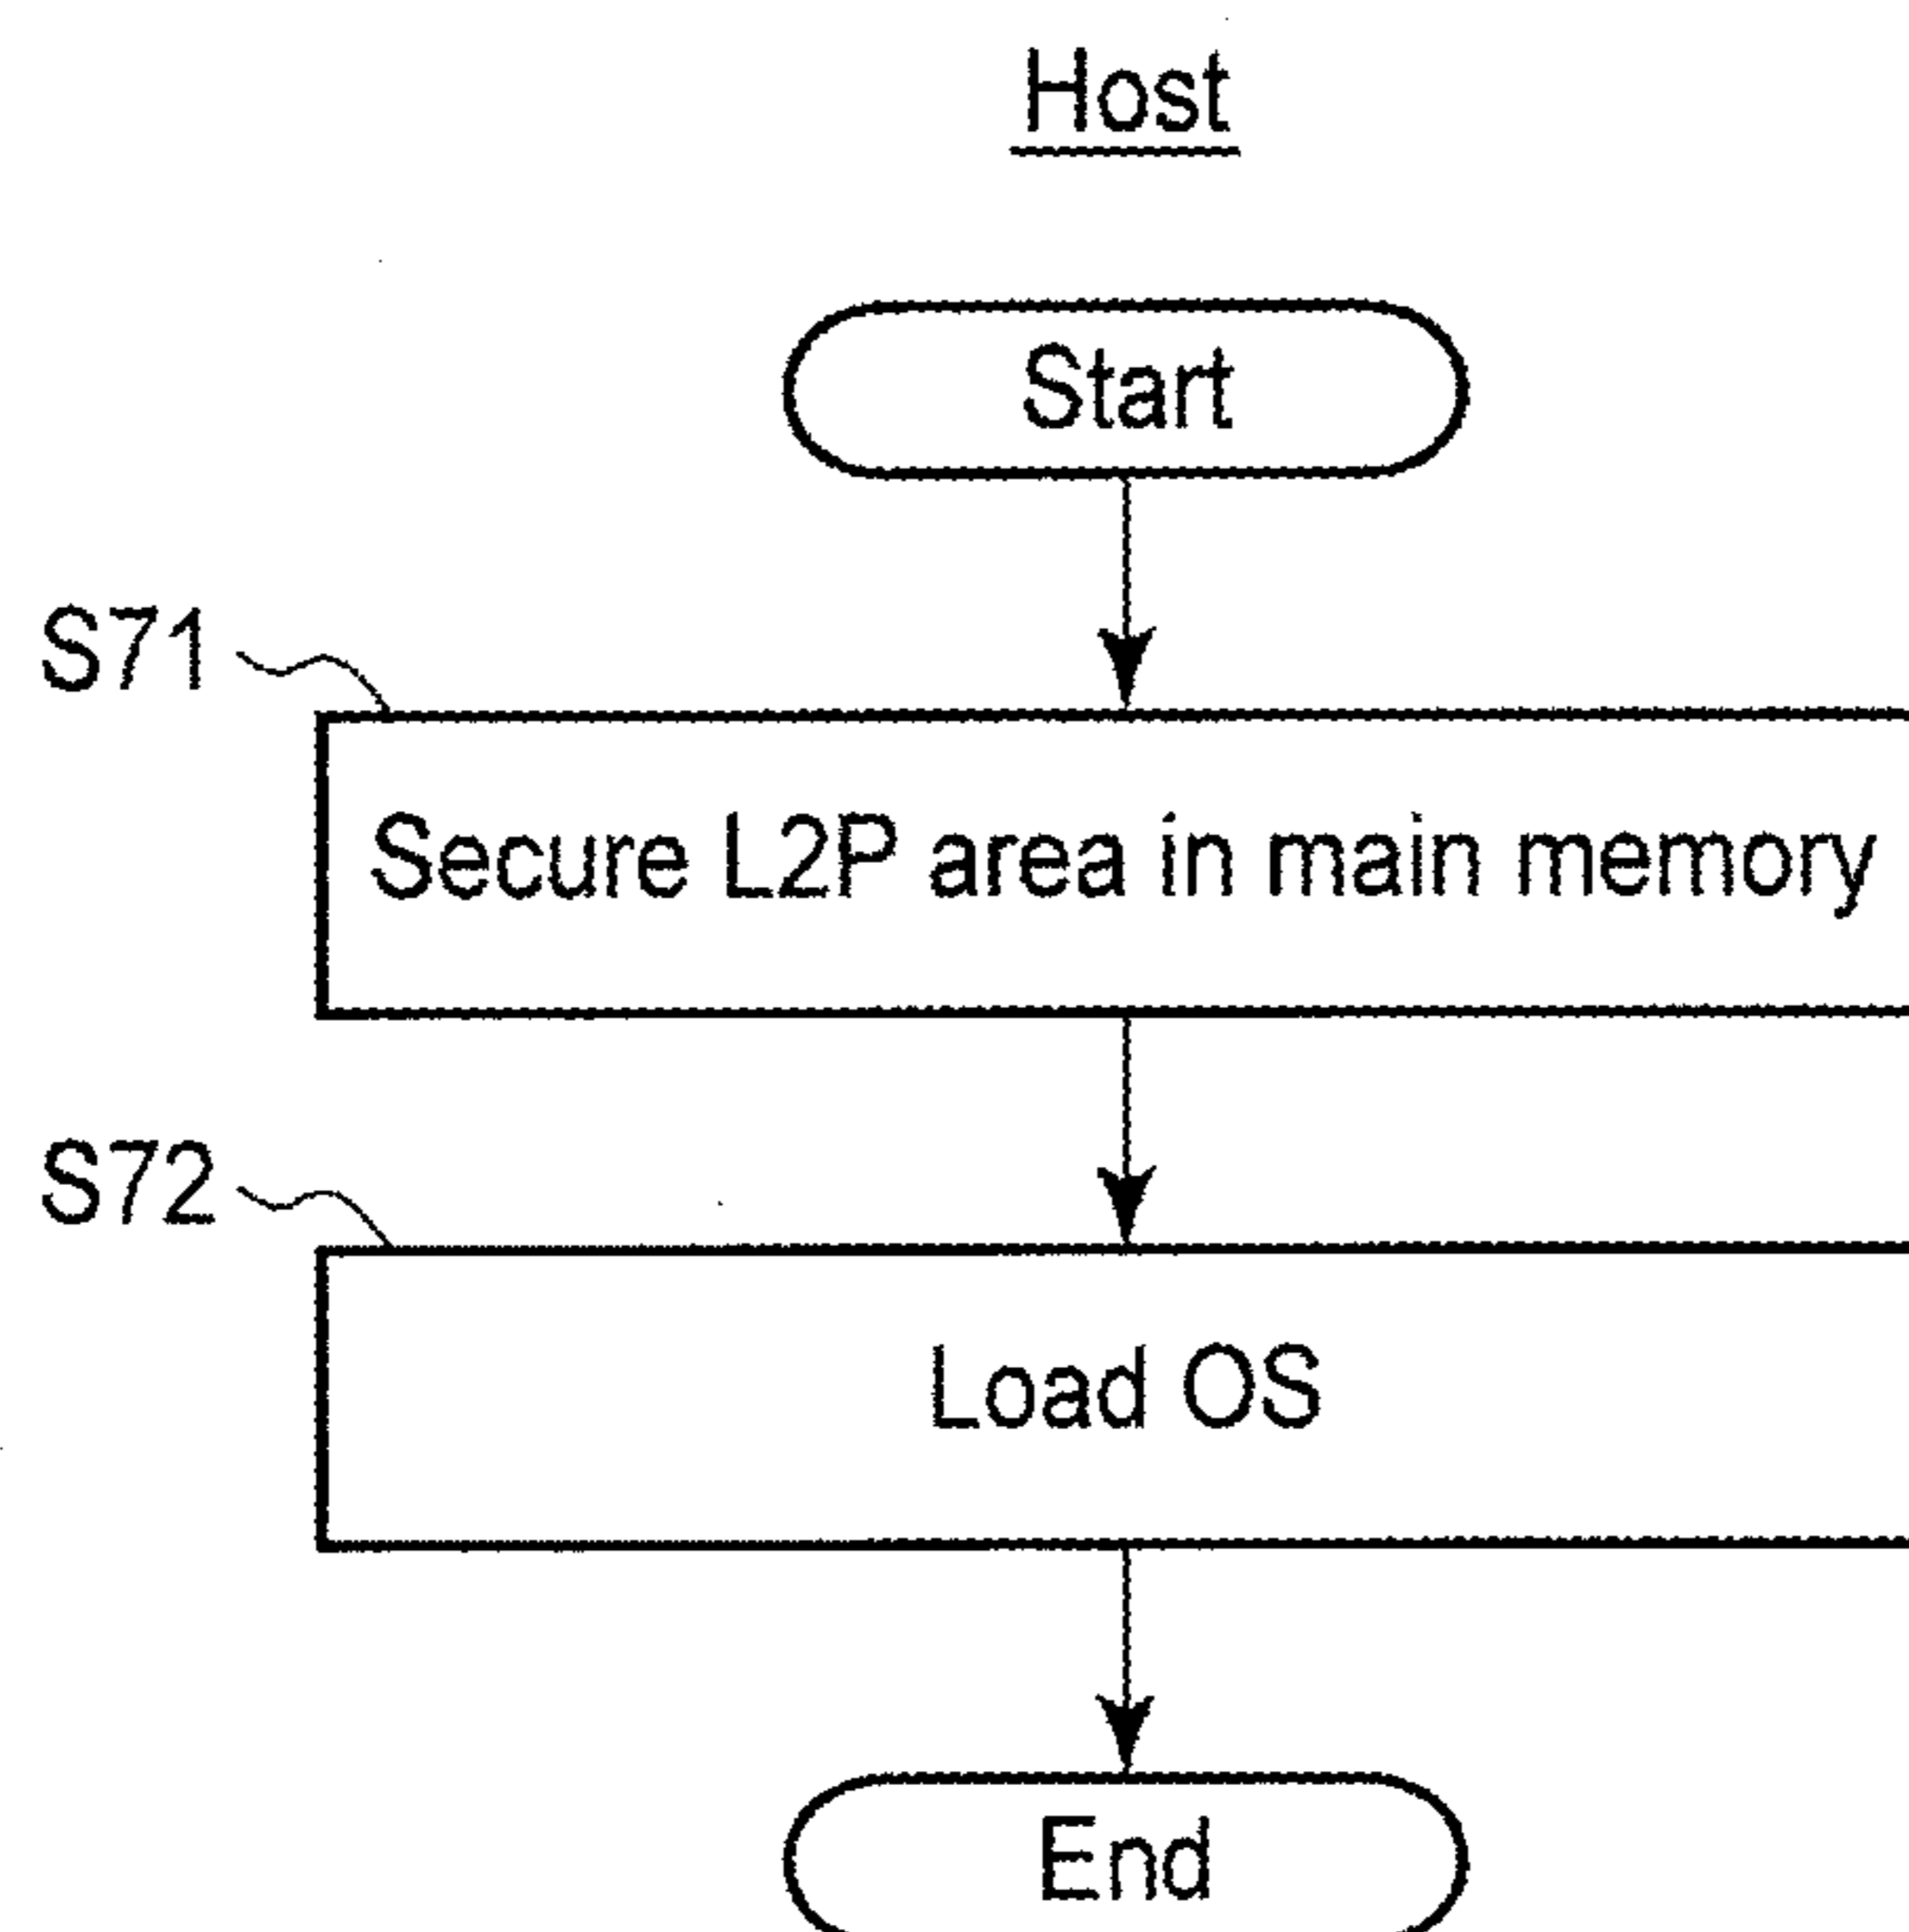 Host
Start
S71
Secure L2P area in main memory
S72
Load OS
End